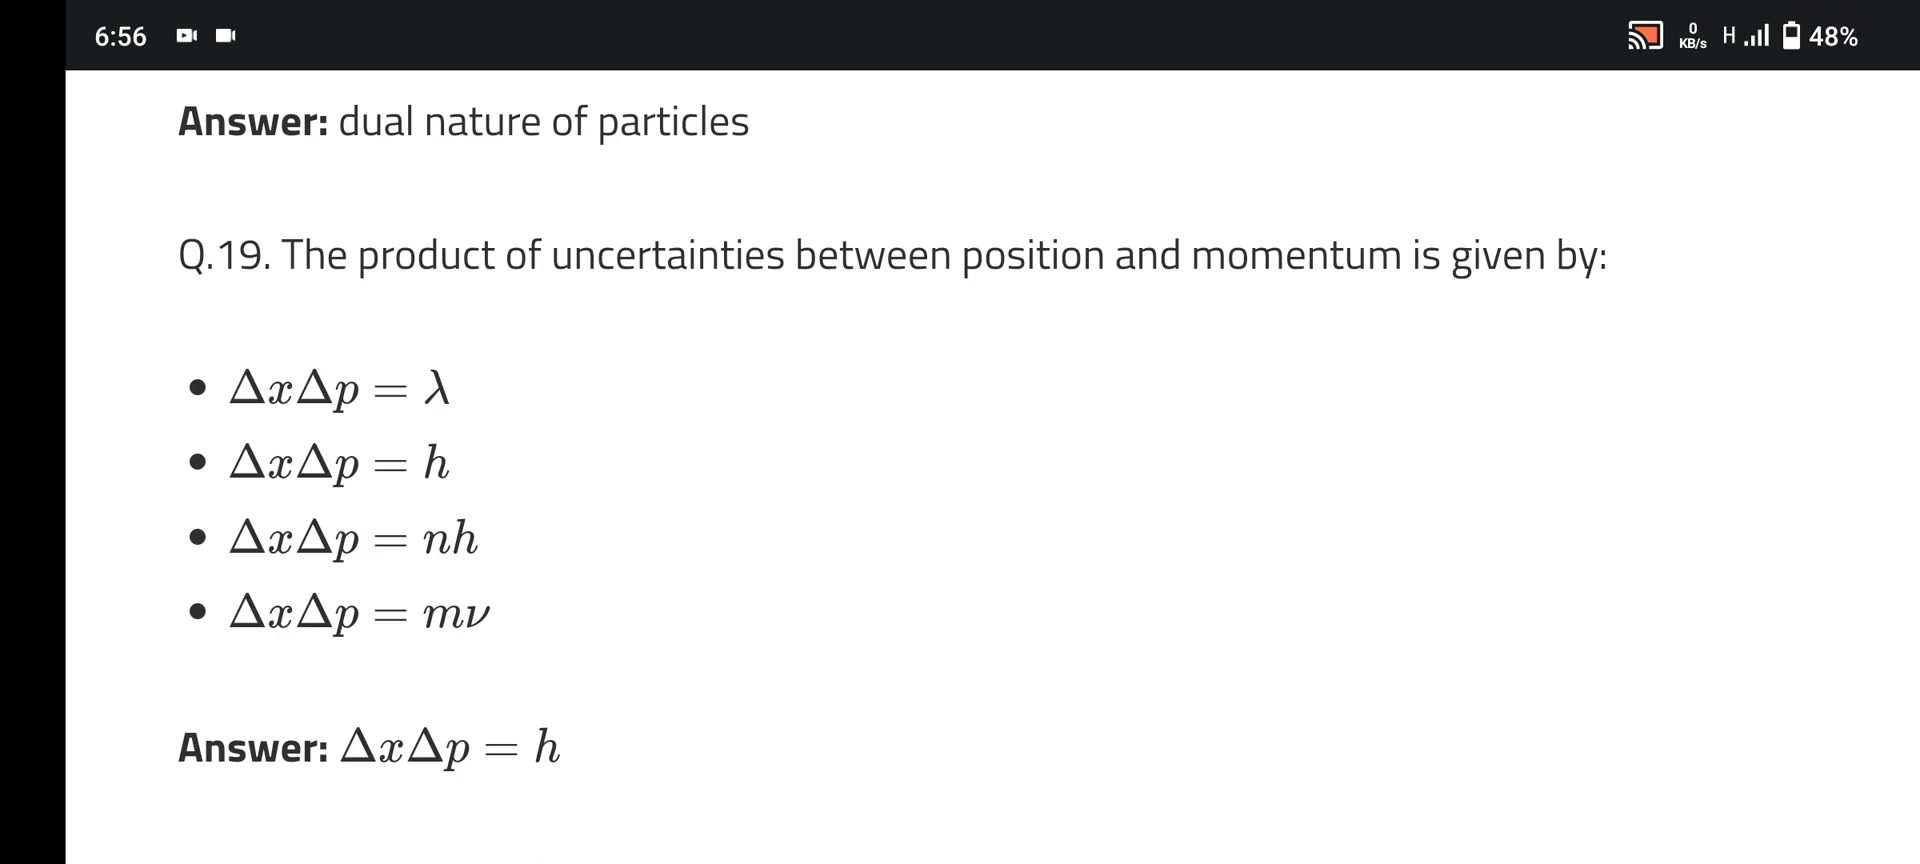 6:56 0 KB/s H 48%
Answer: dual nature of particles
Q.19. The product of uncertainties between position and momentum is given by:
• ΔxΔp = λ
• ΔxΔp = h
• ΔxΔp = nh
• ΔxΔp = mν
Answer: ΔxΔp = h